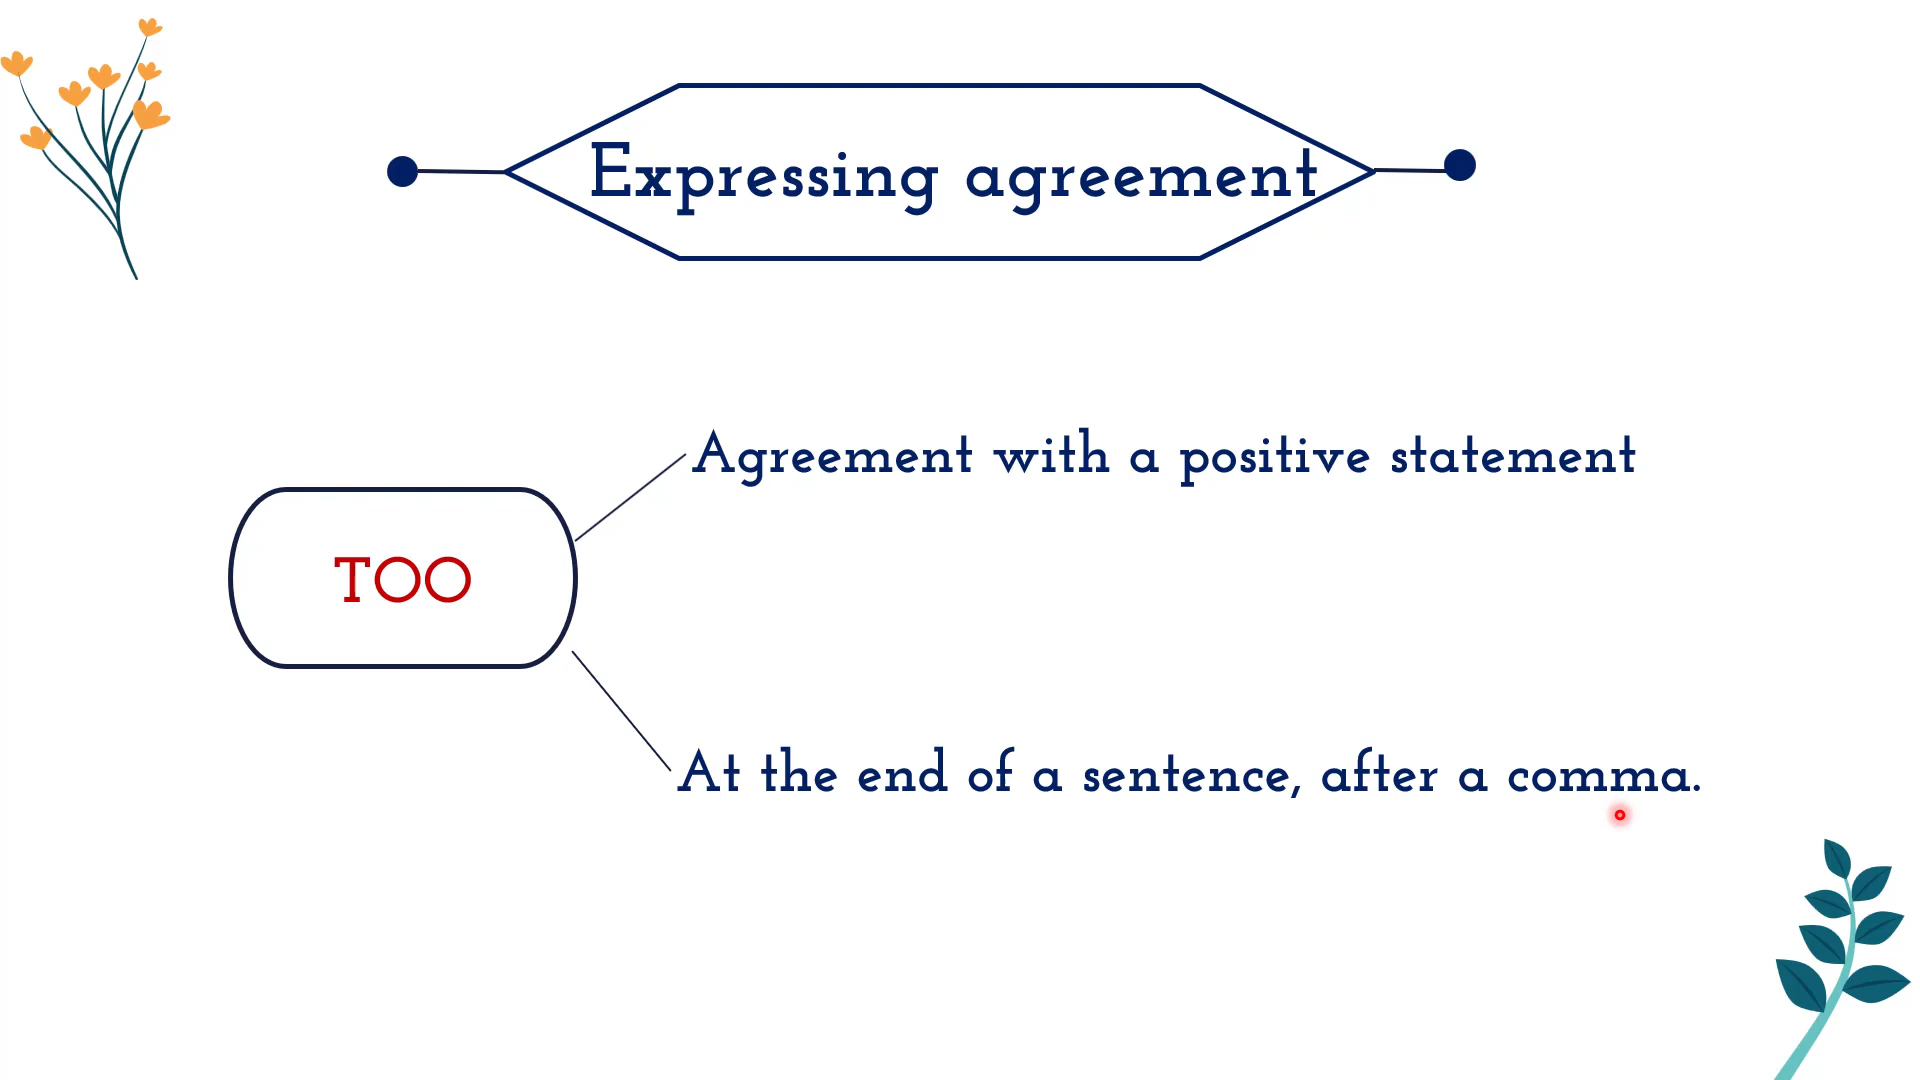 Expressing agreement
Agreement with a positive statement
TOO
At the end of a sentence, after a comma.